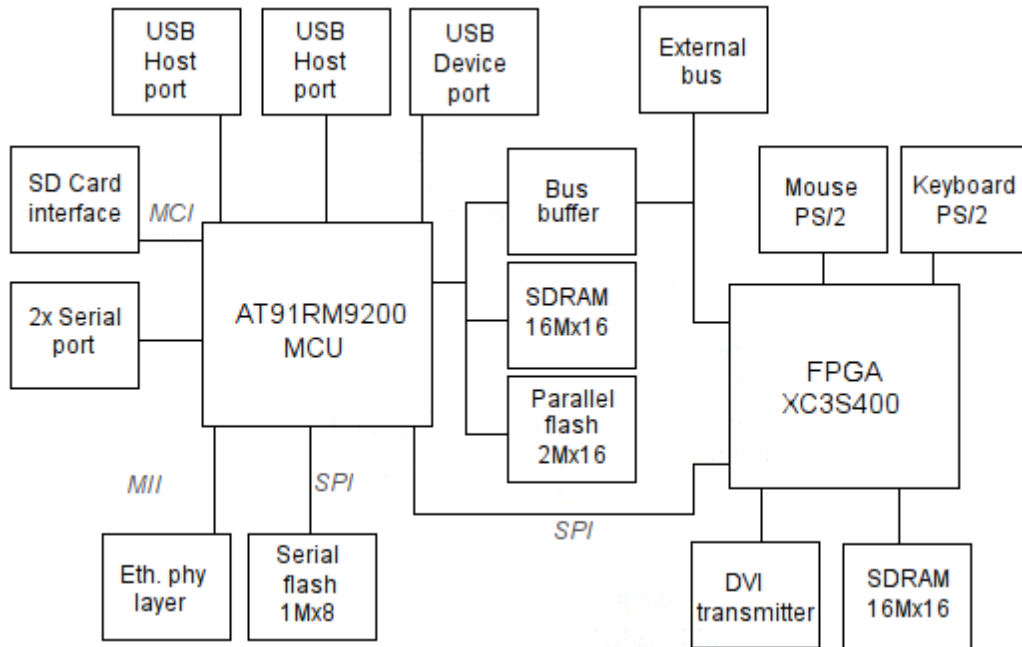 USB
Host
port
USB
Host
port
USB
Device
port
External
bus
SD Card
interface
MCI
Bus
buffer
Mouse
PS/2
Keyboard
PS/2
2x Serial
port
AT91RM9200
MCU
SDRAM
16Mx16
FPGA
XC3S400
Parallel
flash
2Mx16
MII
SPI
SPI
Eth. phy
layer
Serial
flash
1Mx8
DVI
transmitter
SDRAM
16Mx16